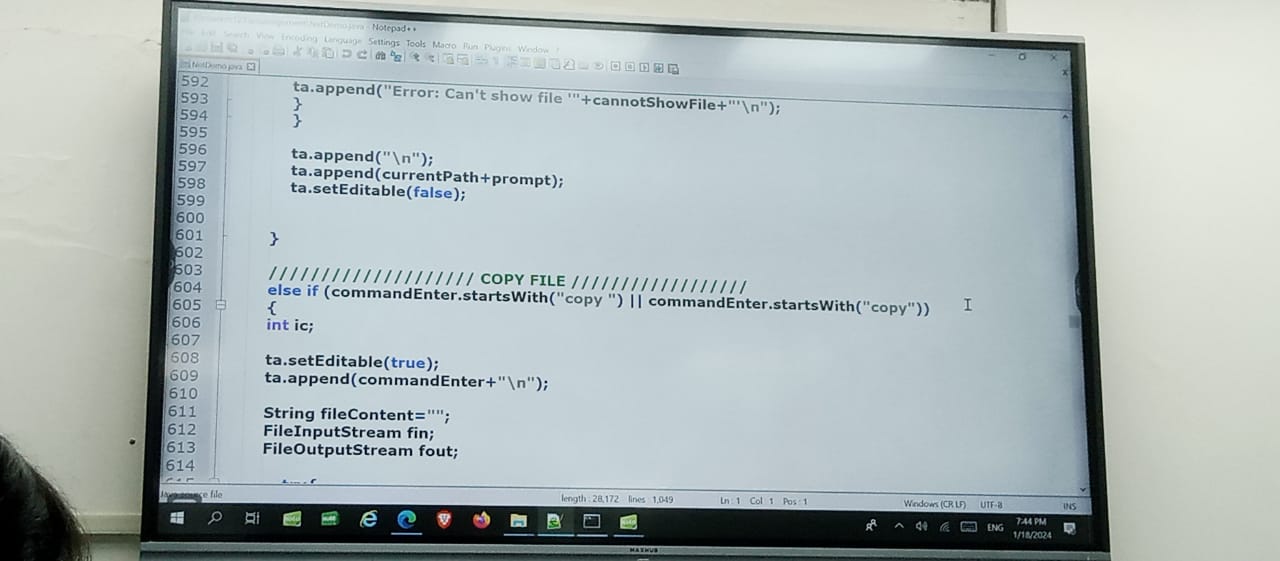 NetDemo.java - Notepad++
Edit Search View Encoding Language Settings Tools Macro Run Plugins Window ?
NetDemo.java
592
593 ta.append("Error: Can't show file '"+cannotShowFile+"'\n");
594 }
595 }
596
597 ta.append("\n");
598 ta.append(currentPath+prompt);
599 ta.setEditable(false);
600
601
602 }
603
604 //////////////////// COPY FILE /////////////////
605 else if (commandEnter.startsWith("copy ") || commandEnter.startsWith("copy"))
606 {
607 int ic;
608
609 ta.setEditable(true);
610 ta.append(commandEnter+"\n");
611
612 String fileContent="";
613 FileInputStream fin;
614 FileOutputStream fout;
Java source file length : 28,172 lines : 1,049 Ln : 1 Col : 1 Pos : 1 Windows (CR LF) UTF-8 INS
ENG 7:44 PM
1/18/2024
MAXHUB